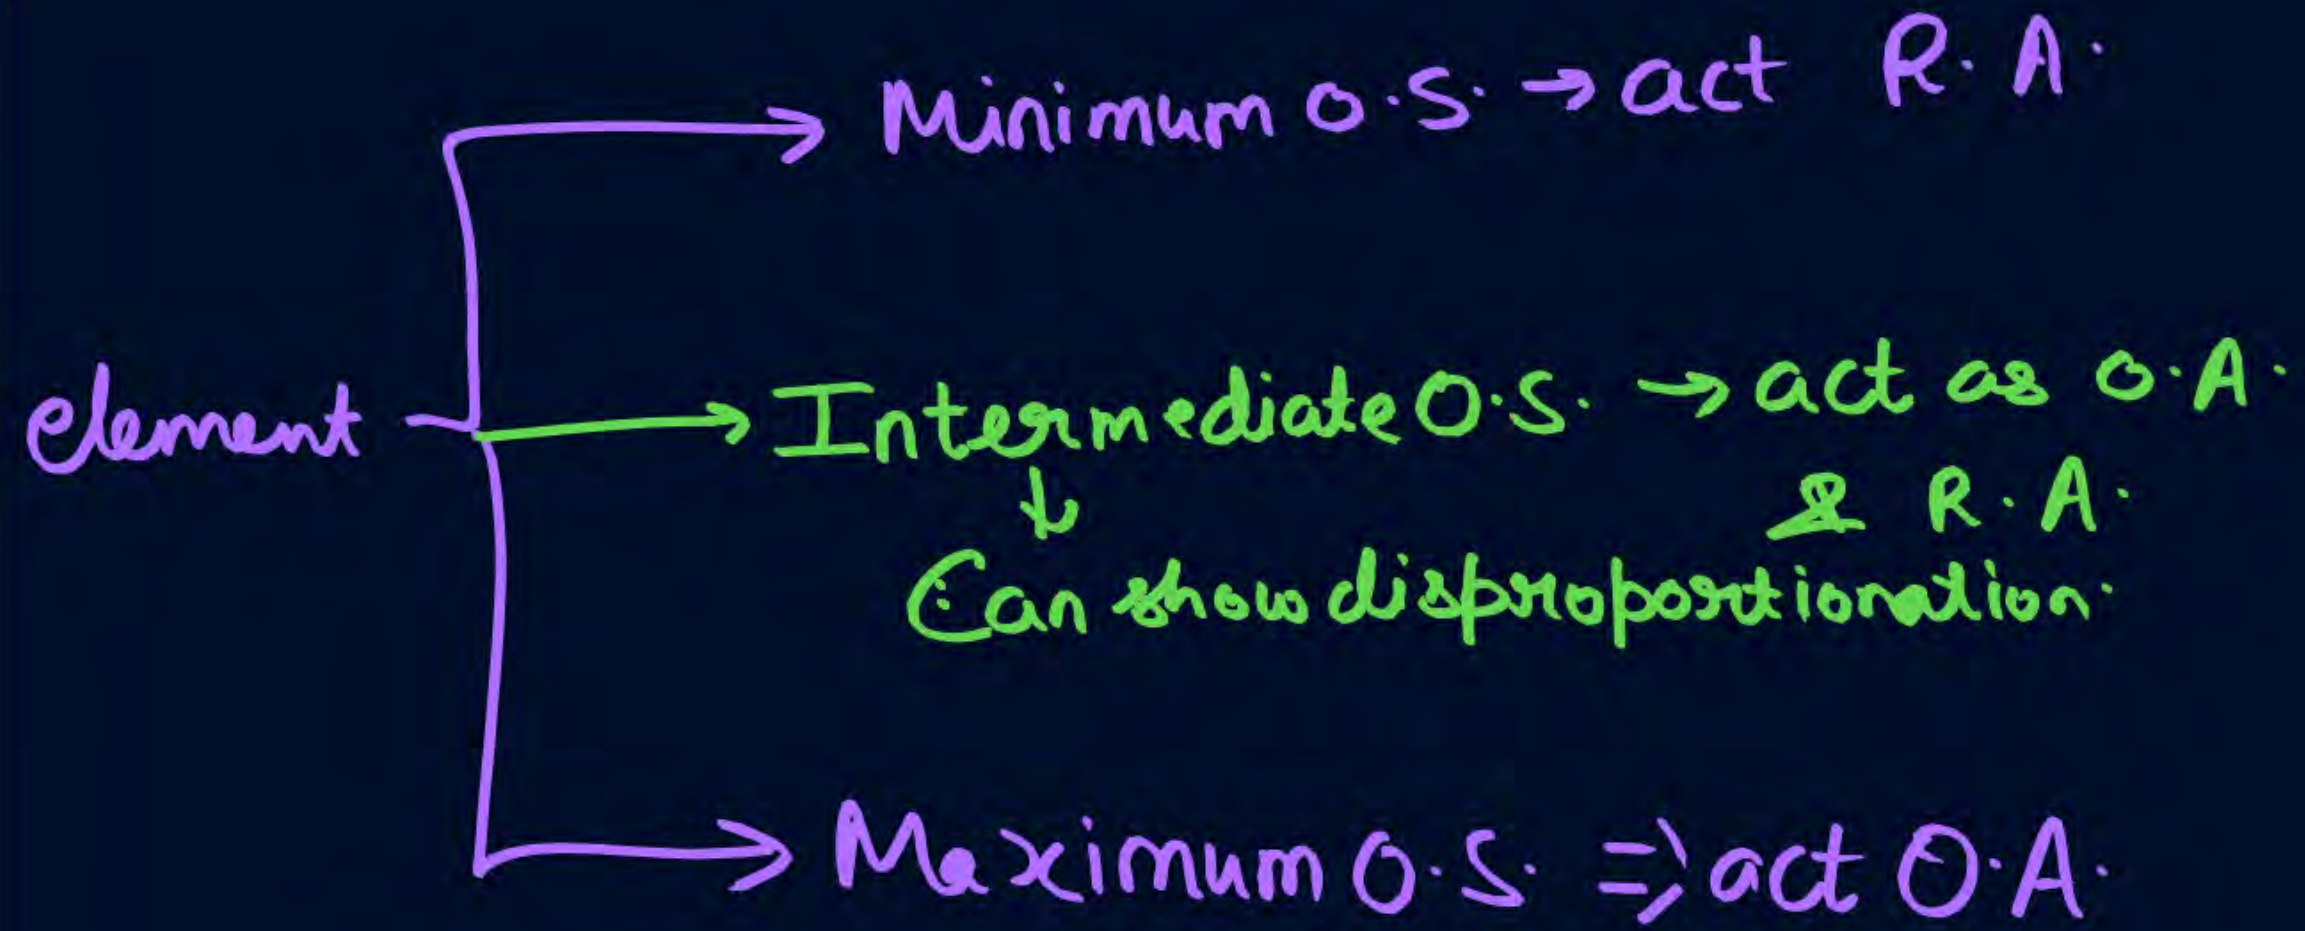 Minimum O.S. → act R.A.
element → Intermediate O.S. → act as O.A.
& R.A.
↓
Can show disproportionation.
Maximum O.S. ⇒ act O.A.